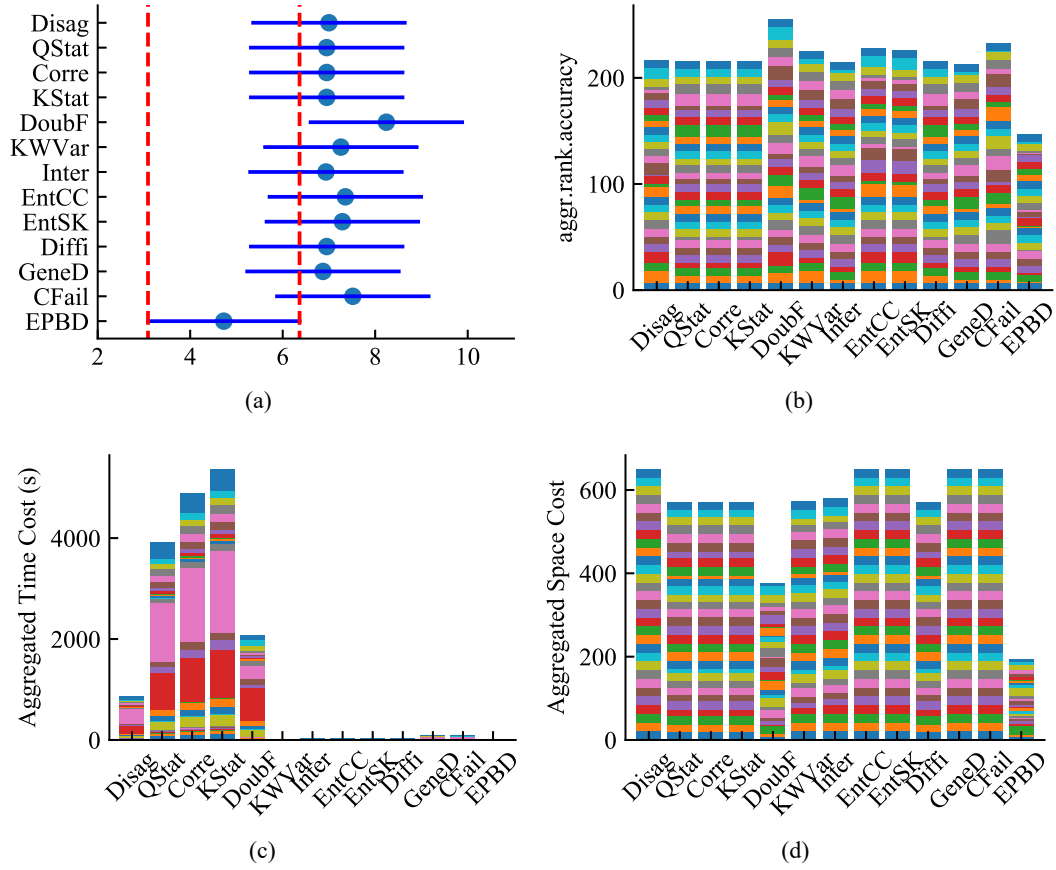 Disag
QStat
Corre
KStat
DoubF
KWVar
Inter
EntCC
EntSK
Diffi
GeneD
CFail
EPBD
2 4 6 8 10
(a)
aggr.rank.accuracy
200
100
0
Disag QStat Corre KStat DoubF KWVar Inter EntCC EntSK Diffi GeneD CFail EPBD
(b)
Aggregated Time Cost (s)
4000
2000
0
Disag QStat Corre KStat DoubF KWVar Inter EntCC EntSK Diffi GeneD CFail EPBD
(c)
Aggregated Space Cost
600
400
200
0
Disag QStat Corre KStat DoubF KWVar Inter EntCC EntSK Diffi GeneD CFail EPBD
(d)